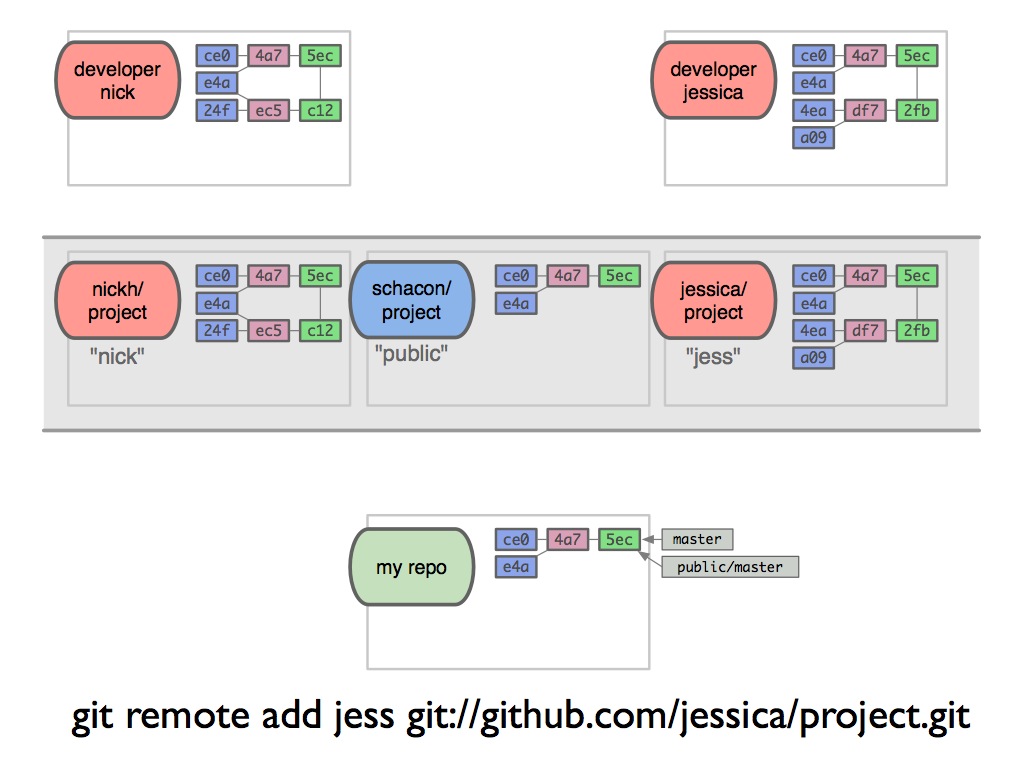 developer
nick
ce0 4a7 5ec
e4a
24f ec5 c12
developer
jessica
ce0 4a7 5ec
e4a
4ea df7 2fb
a09
nickh/
project
"nick"
ce0 4a7 5ec
e4a
24f ec5 c12
schacon/
project
"public"
ce0 4a7 5ec
e4a
jessica/
project
"jess"
ce0 4a7 5ec
e4a
4ea df7 2fb
a09
my repo
ce0 4a7 5ec
e4a
master
public/master
git remote add jess git://github.com/jessica/project.git